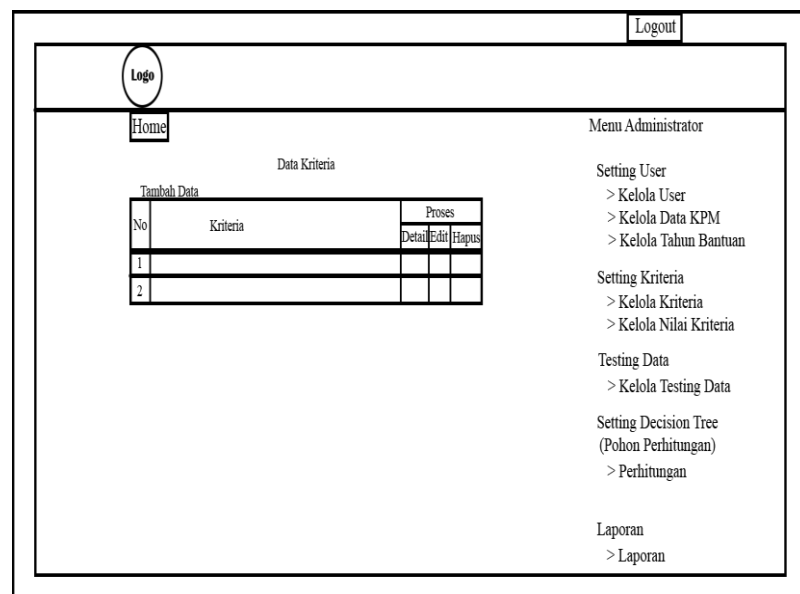 Logout
Logo
Home
Data Kriteria
Tambah Data
No
Kriteria
Proses
Detail
Edit
Hapus
1
2
Menu Administrator
Setting User
> Kelola User
> Kelola Data KPM
> Kelola Tahun Bantuan
Setting Kriteria
> Kelola Kriteria
> Kelola Nilai Kriteria
Testing Data
> Kelola Testing Data
Setting Decision Tree
(Pohon Perhitungan)
> Perhitungan
Laporan
> Laporan